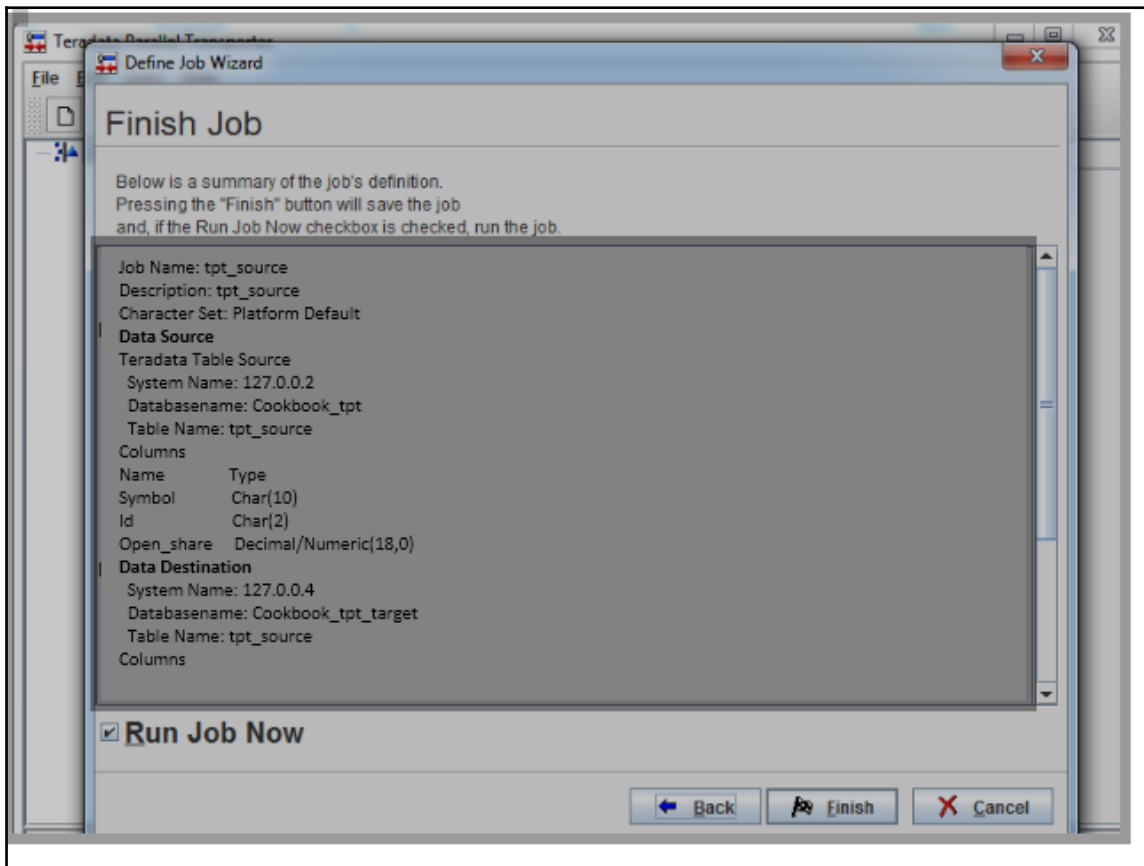 Teradata Parallel Transporter
Define Job Wizard
File
Finish Job
Below is a summary of the job's definition.
Pressing the "Finish" button will save the job
and, if the Run Job Now checkbox is checked, run the job.
Job Name: tpt_source
Description: tpt_source
Character Set: Platform Default
Data Source
Teradata Table Source
System Name: 127.0.0.2
Databasename: Cookbook_tpt
Table Name: tpt_source
Columns
Name Type
Symbol Char(10)
Id Char(2)
Open_share Decimal/Numeric(18,0)
Data Destination
System Name: 127.0.0.4
Databasename: Cookbook_tpt_target
Table Name: tpt_source
Columns
Run Job Now
Back Finish Cancel